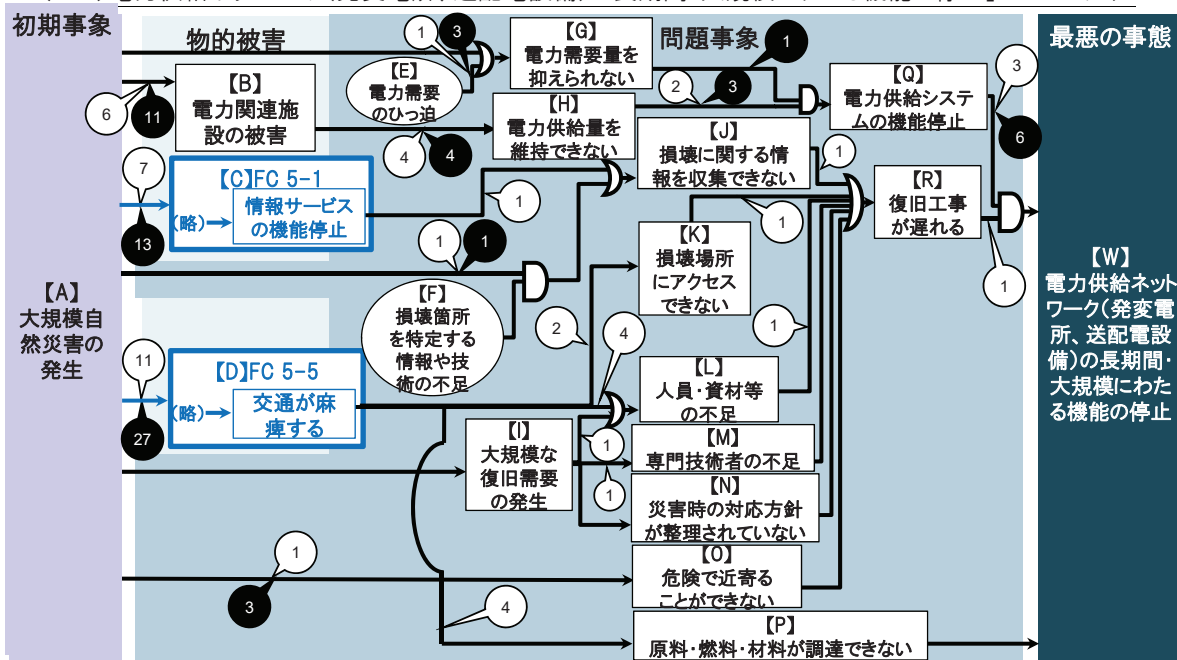 初期事象
物的被害
問題事象
最悪の事態
【A】
大規模自
然災害の
発生
6
11
【B】
電力関連施
設の被害
7
13
【C】FC 5-1
(略)
情報サービス
の機能停止
11
27
【D】FC 5-5
(略)
交通が麻
痺する
1
3
【E】
電力需要
のひっ迫
4
4
1
1
1
【F】
損壊箇所
を特定する
情報や技
術の不足
【G】
電力需要量を
抑えられない
1
【H】
電力供給量を
維持できない
2
3
【I】
大規模な
復旧需要
の発生
2
4
1
1
【J】
損壊に関する情
報を収集できない
1
【K】
損壊場所
にアクセス
できない
1
【L】
人員・資材等
の不足
1
【M】
専門技術者の不足
【N】
災害時の対応方針
が整理されていない
1
3
【O】
危険で近寄る
ことができない
4
【P】
原料・燃料・材料が調達できない
【Q】
電力供給システ
ムの機能停止
3
6
【R】
復旧工事
が遅れる
1
【W】
電力供給ネット
ワーク(発変電
所、送配電設
備)の長期間・
大規模にわた
る機能の停止